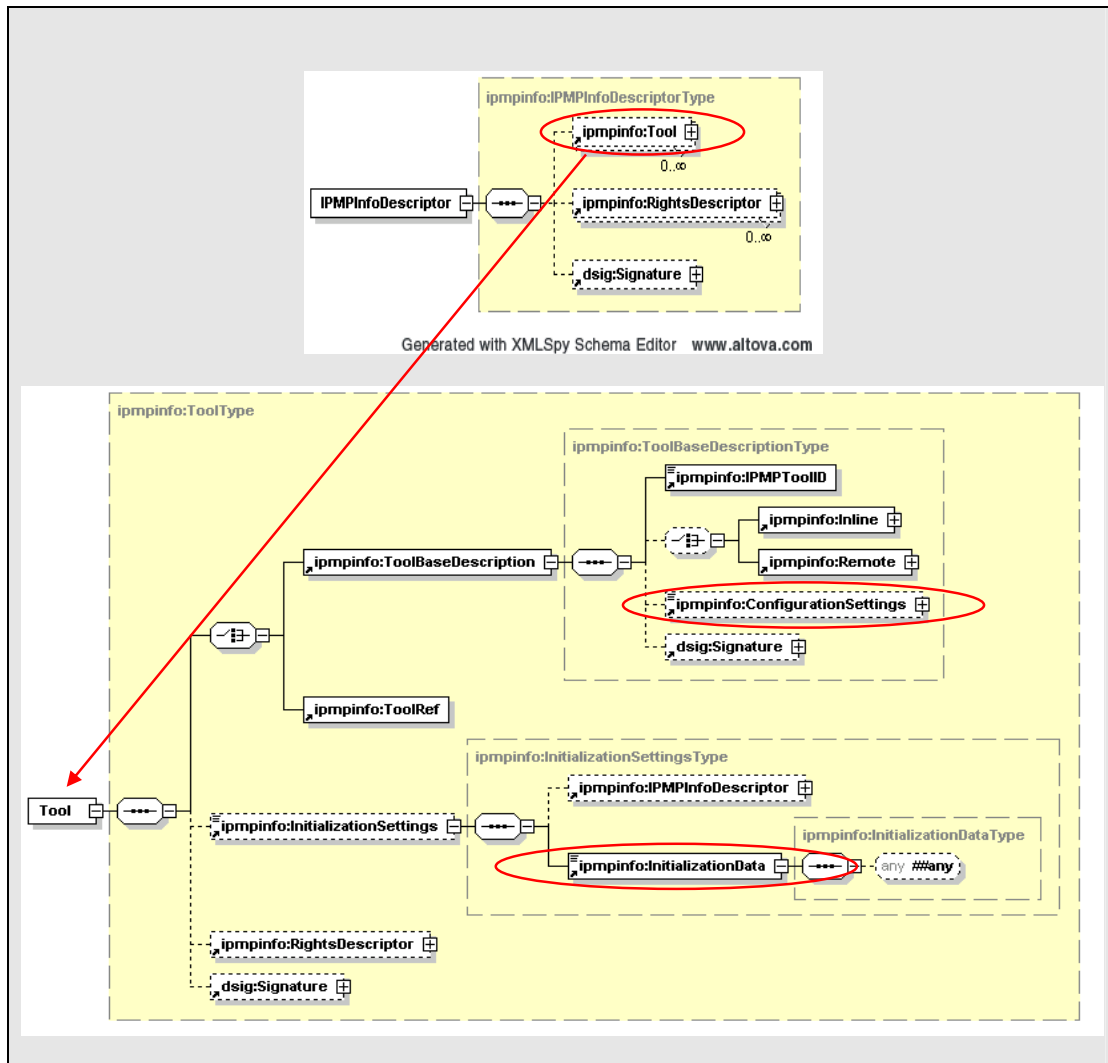 ipmpinfo:IPMPInfoDescriptorType
ipmpinfo:Tool
0..∞
IPMPInfoDescriptor
ipmpinfo:RightsDescriptor
0..∞
dsig:Signature
Generated with XMLSpy Schema Editor www.altova.com
ipmpinfo:ToolType
ipmpinfo:ToolBaseDescriptionType
ipmpinfo:IPMPToolID
ipmpinfo:Inline
ipmpinfo:ToolBaseDescription
ipmpinfo:Remote
ipmpinfo:ConfigurationSettings
dsig:Signature
ipmpinfo:ToolRef
ipmpinfo:InitializationSettingsType
ipmpinfo:IPMPInfoDescriptor
Tool
ipmpinfo:InitializationSettings
ipmpinfo:InitializationDataType
ipmpinfo:InitializationData
any ##any
ipmpinfo:RightsDescriptor
dsig:Signature